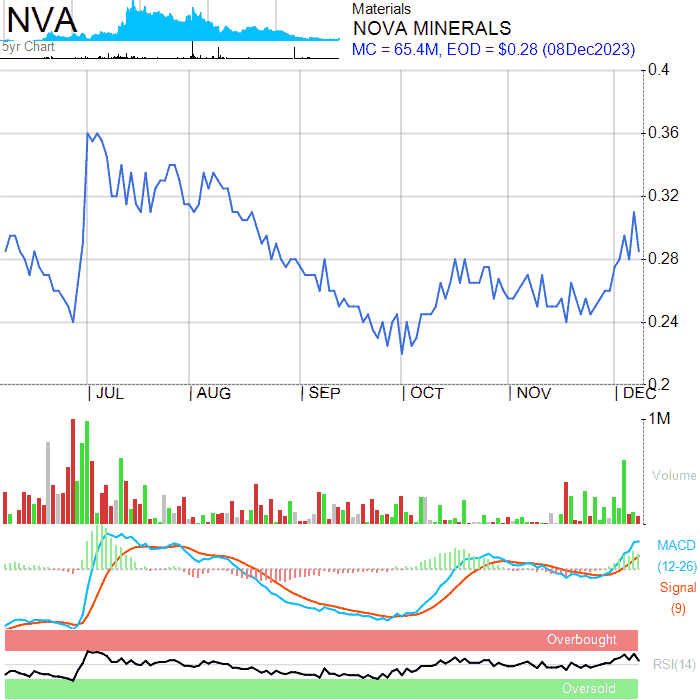 NVA
5yr Chart
Materials
NOVA MINERALS
MC = 65.4M, EOD = $0.28 (08Dec2023)
0.4
0.36
0.32
0.28
0.24
0.2
JUL
AUG
SEP
OCT
NOV
DEC
1M
Volume
MACD
(12-26)
Signal
(9)
Overbought
RSI(14)
Oversold